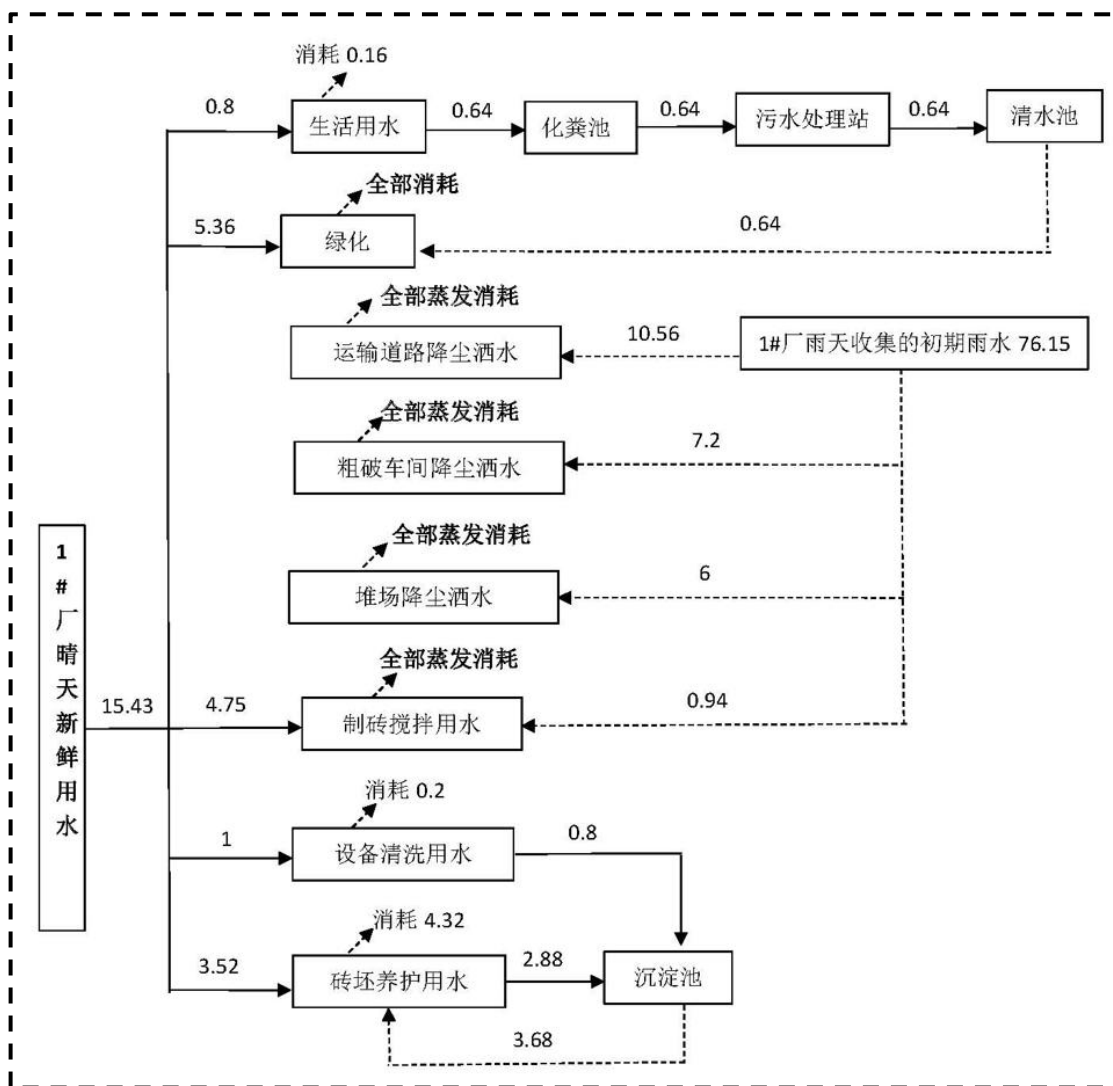 消耗 0.16
0.8
生活用水
0.64
化粪池
0.64
污水处理站
0.64
清水池
全部消耗
5.36
绿化
0.64
全部蒸发消耗
运输道路降尘洒水
10.56
1#厂雨天收集的初期雨水 76.15
全部蒸发消耗
粗破车间降尘洒水
7.2
全部蒸发消耗
堆场降尘洒水
6
1#厂晴天新鲜用水
15.43
全部蒸发消耗
4.75
制砖搅拌用水
0.94
消耗 0.2
1
设备清洗用水
0.8
消耗 4.32
3.52
砖坯养护用水
2.88
沉淀池
3.68